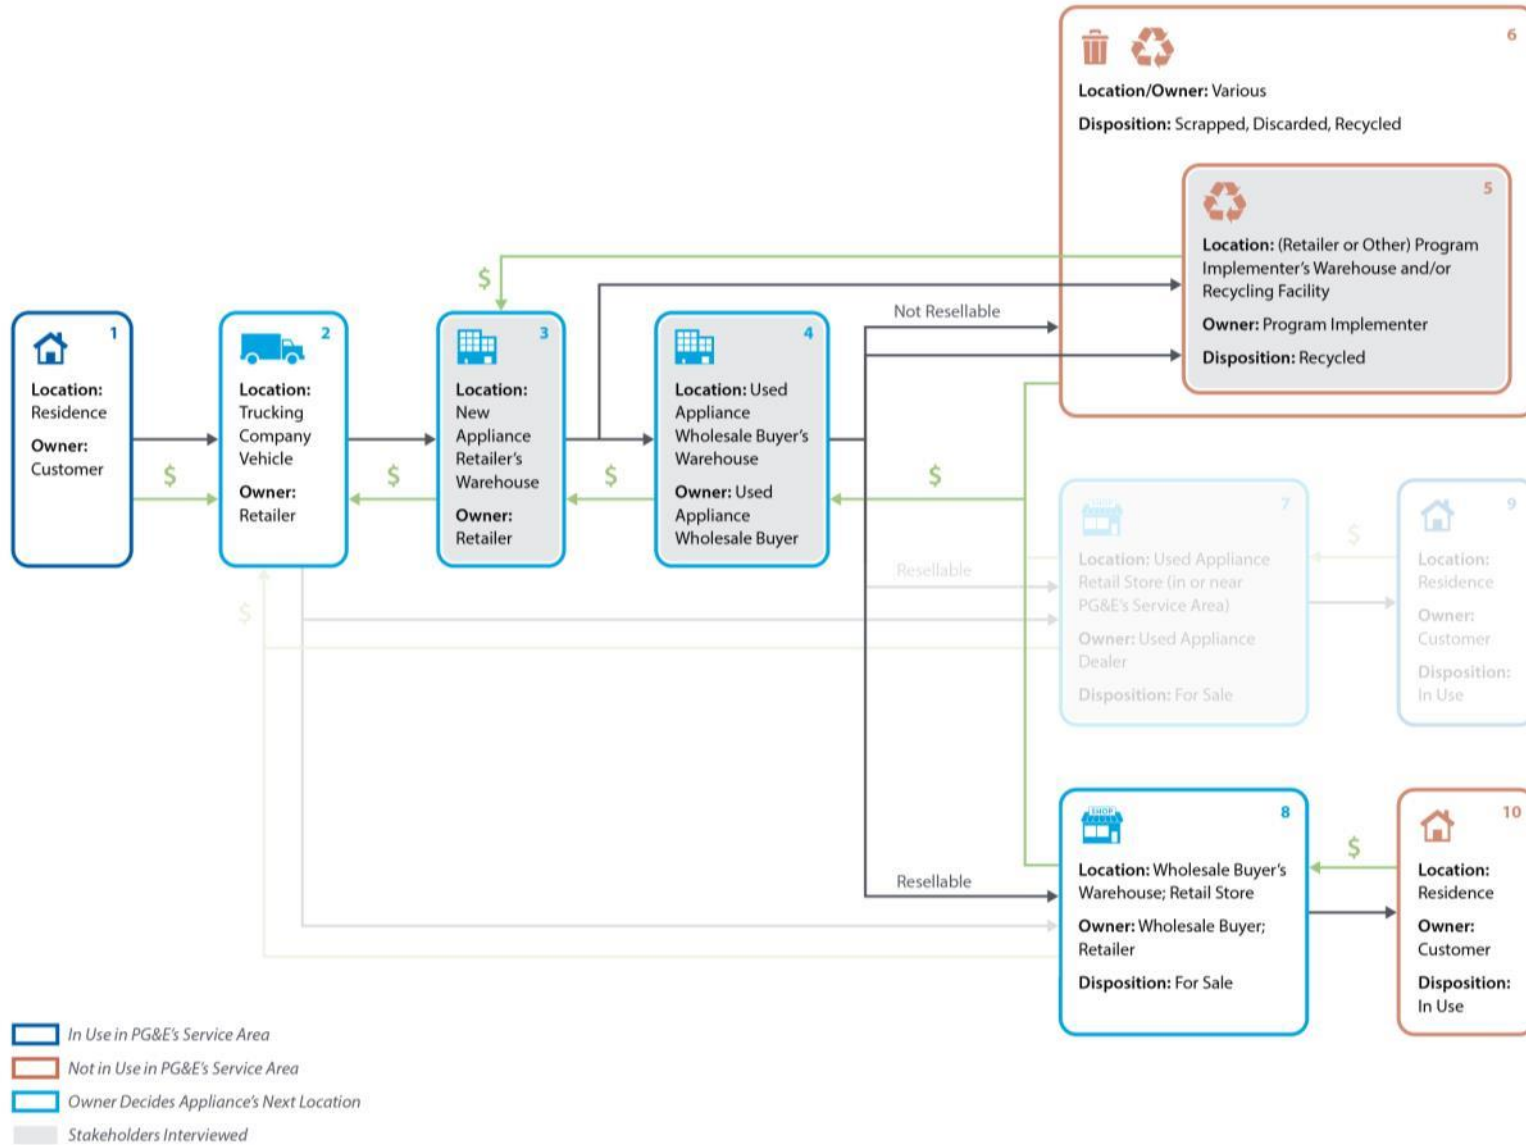 6
Location/Owner: Various
Disposition: Scrapped, Discarded, Recycled
5
Location: (Retailer or Other) Program
Implementer's Warehouse and/or
Recycling Facility
Owner: Program Implementer
Disposition: Recycled
$
Not Resellable
1
Location:
Residence
Owner:
Customer
$
2
Location:
Trucking
Company
Vehicle
Owner:
Retailer
$
3
Location:
New
Appliance
Retailer's
Warehouse
Owner:
Retailer
$
4
Location: Used
Appliance
Wholesale Buyer's
Warehouse
Owner: Used
Appliance
Wholesale Buyer
$
Resellable
$
SHOP
7
Location: Used Appliance
Retail Store (in or near
PG&E's Service Area)
Owner: Used Appliance
Dealer
Disposition: For Sale
$
9
Location:
Residence
Owner:
Customer
Disposition:
In Use
Resellable
SHOP
8
Location: Wholesale Buyer's
Warehouse; Retail Store
Owner: Wholesale Buyer;
Retailer
Disposition: For Sale
$
10
Location:
Residence
Owner:
Customer
Disposition:
In Use
In Use in PG&E's Service Area
Not in Use in PG&E's Service Area
Owner Decides Appliance's Next Location
Stakeholders Interviewed